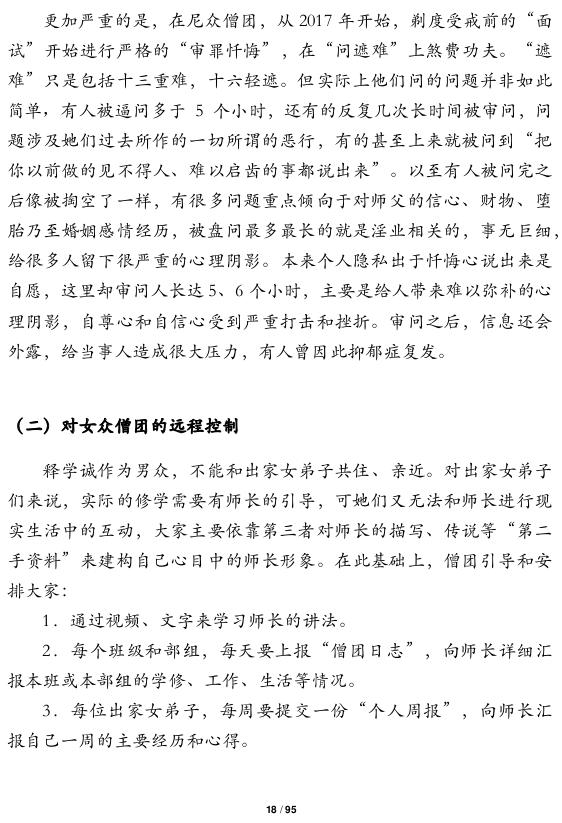 更加严重的是，在尼众僧团，从 2017 年开始，剃度受戒前的“面
试”开始进行严格的“审罪忏悔”，在“问遮难”上煞费功夫。“遮
难”只是包括十三重难，十六轻遮。但实际上他们问的问题并非如此
简单，有人被逼问多于 5 个小时，还有的反复几次长时间被审问，问
题涉及她们过去所作的一切所谓的恶行，有的甚至上来就被问到“把
你以前做的见不得人、难以启齿的事都说出来”。以至有人被问完之
后像被掏空了一样，有很多问题重点倾向于对师父的信心、财物、堕
胎乃至婚姻感情经历，被盘问最多最长的就是淫业相关的，事无巨细，
给很多人留下很严重的心理阴影。本来个人隐私出于忏悔心说出来是
自愿，这里却审问人长达 5、6 个小时，主要是给人带来难以弥补的心
理阴影，自尊心和自信心受到严重打击和挫折。审问之后，信息还会
外露，给当事人造成很大压力，有人曾因此抑郁症复发。
（二）对女众僧团的远程控制
释学诚作为男众，不能和出家女弟子共住、亲近。对出家女弟子
们来说，实际的修学需要有师长的引导，可她们又无法和师长进行现
实生活中的互动，大家主要依靠第三者对师长的描写、传说等“第二
手资料”来建构自己心目中的师长形象。在此基础上，僧团引导和安
排大家：
1．通过视频、文字来学习师长的讲法。
2．每个班级和部组，每天要上报“僧团日志”，向师长详细汇
报本班或本部组的学修、工作、生活等情况。
3．每位出家女弟子，每周要提交一份“个人周报”，向师长汇
报自己一周的主要经历和心得。
18 / 95